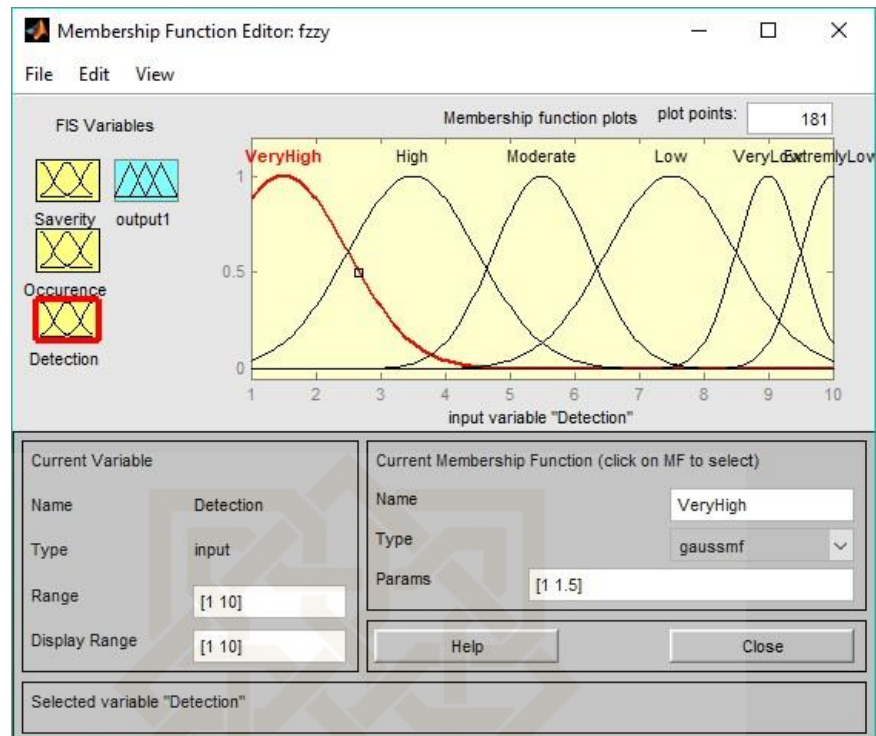 Membership Function Editor: fzzy
File Edit View
FIS Variables
Saverity
output1
Occurence
Detection
Membership function plots plot points: 181
VeryHigh High Moderate Low VeryLow ExtremlyLow
1
0.5
0
1 2 3 4 5 6 7 8 9 10
input variable "Detection"
Current Variable
Name Detection
Type input
Range [1 10]
Display Range [1 10]
Current Membership Function (click on MF to select)
Name VeryHigh
Type gaussmf
Params [1 1.5]
Help Close
Selected variable "Detection"